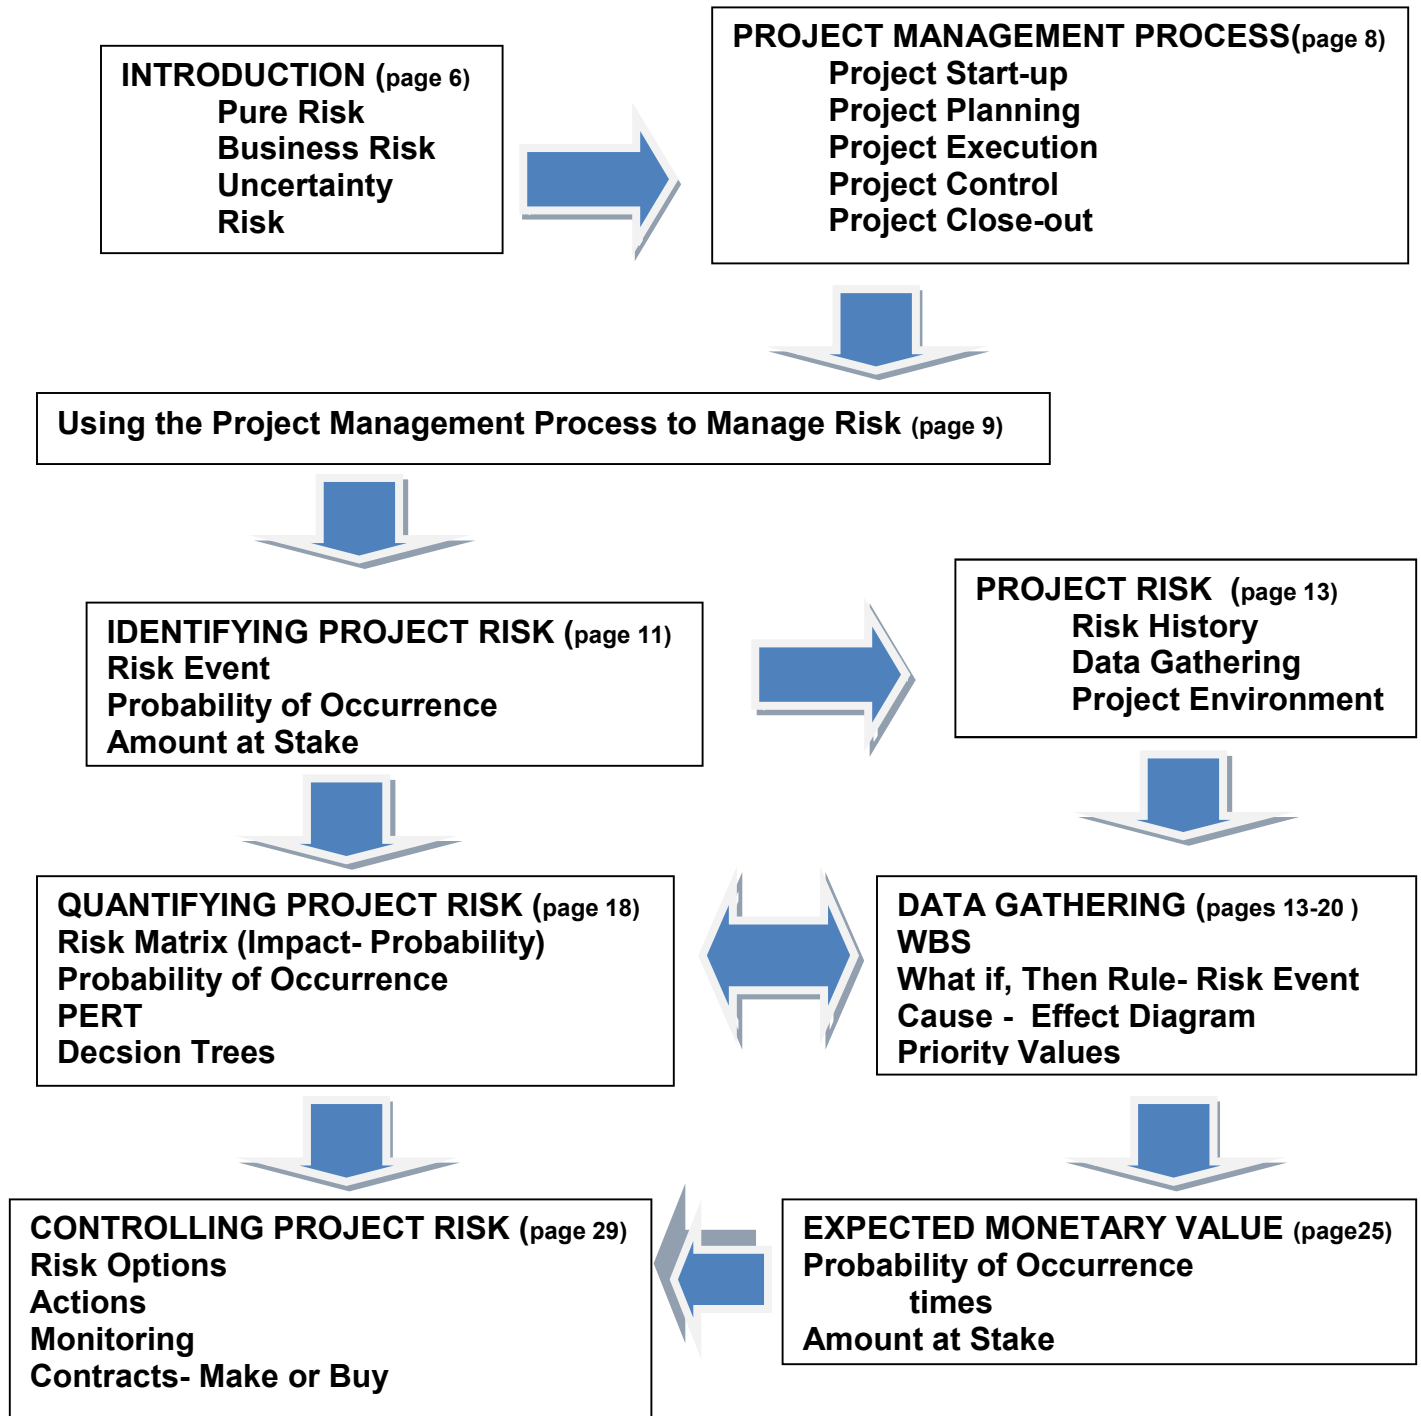 INTRODUCTION (page 6)
Pure Risk
Business Risk
Uncertainty
Risk
PROJECT MANAGEMENT PROCESS(page 8)
Project Start-up
Project Planning
Project Execution
Project Control
Project Close-out
Using the Project Management Process to Manage Risk (page 9)
IDENTIFYING PROJECT RISK (page 11)
Risk Event
Probability of Occurrence
Amount at Stake
PROJECT RISK (page 13)
Risk History
Data Gathering
Project Environment
QUANTIFYING PROJECT RISK (page 18)
Risk Matrix (Impact- Probability)
Probability of Occurrence
PERT
Decsion Trees
DATA GATHERING (pages 13-20 )
WBS
What if, Then Rule- Risk Event
Cause - Effect Diagram
Priority Values
CONTROLLING PROJECT RISK (page 29)
Risk Options
Actions
Monitoring
Contracts- Make or Buy
EXPECTED MONETARY VALUE (page25)
Probability of Occurrence
times
Amount at Stake